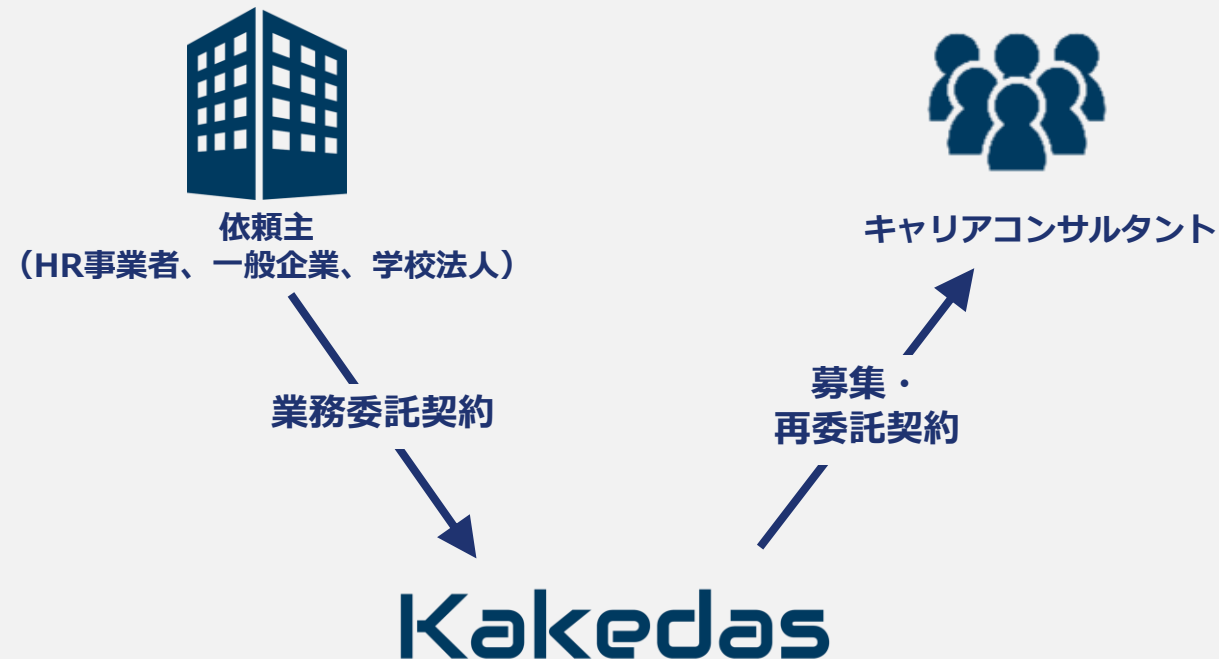 依頼主
（HR事業者、一般企業、学校法人）
キャリアコンサルタント
業務委託契約
募集・
再委託契約
Kakedas